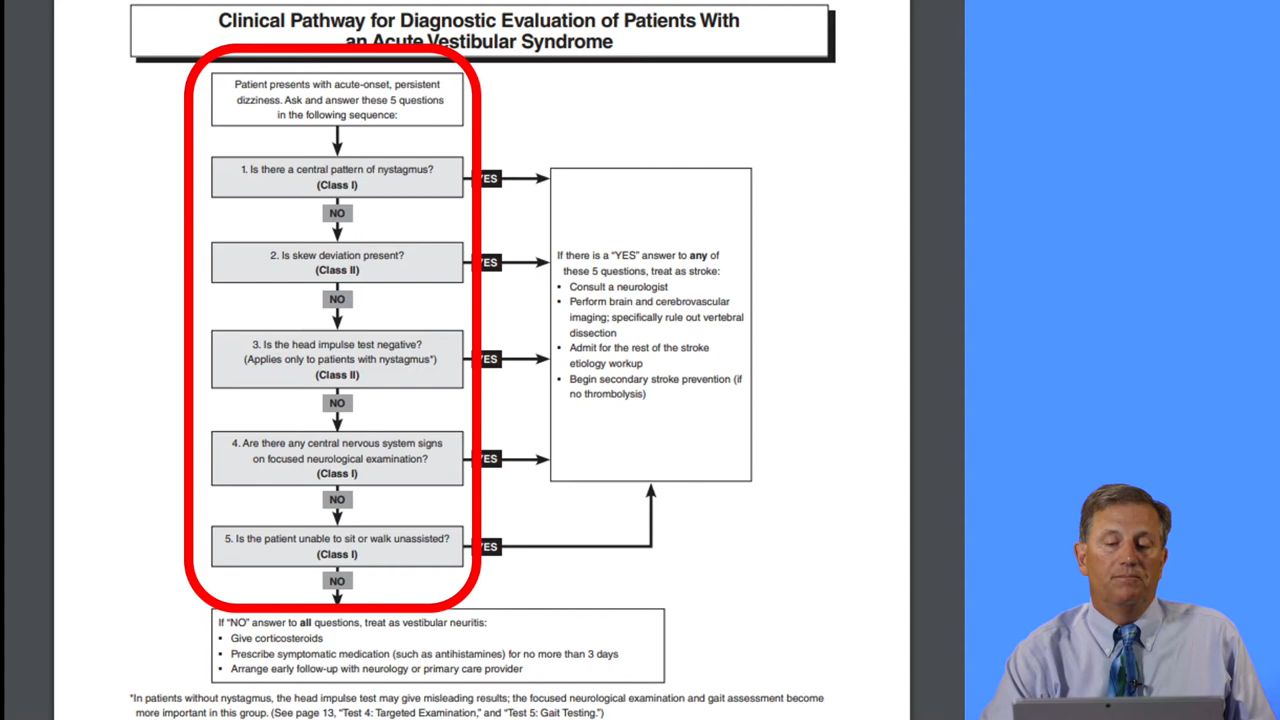 Clinical Pathway for Diagnostic Evaluation of Patients With
an Acute Vestibular Syndrome
Patient presents with acute-onset, persistent
dizziness. Ask and answer these 5 questions
in the following sequence:
1. Is there a central pattern of nystagmus?
(Class I)
YES
NO
2. Is skew deviation present?
(Class II)
YES
NO
3. Is the head impulse test negative?
(Applies only to patients with nystagmus*)
(Class II)
YES
NO
4. Are there any central nervous system signs
on focused neurological examination?
(Class I)
YES
NO
5. Is the patient unable to sit or walk unassisted?
(Class I)
YES
NO
If there is a “YES” answer to any of
these 5 questions, treat as stroke:
• Consult a neurologist
• Perform brain and cerebrovascular
imaging; specifically rule out vertebral
dissection
• Admit for the rest of the stroke
etiology workup
• Begin secondary stroke prevention (if
no thrombolysis)
If “NO” answer to all questions, treat as vestibular neuritis:
• Give corticosteroids
• Prescribe symptomatic medication (such as antihistamines) for no more than 3 days
• Arrange early follow-up with neurology or primary care provider
*In patients without nystagmus, the head impulse test may give misleading results; the focused neurological examination and gait assessment become
more important in this group. (See page 13, “Test 4: Targeted Examination,” and “Test 5: Gait Testing.”)